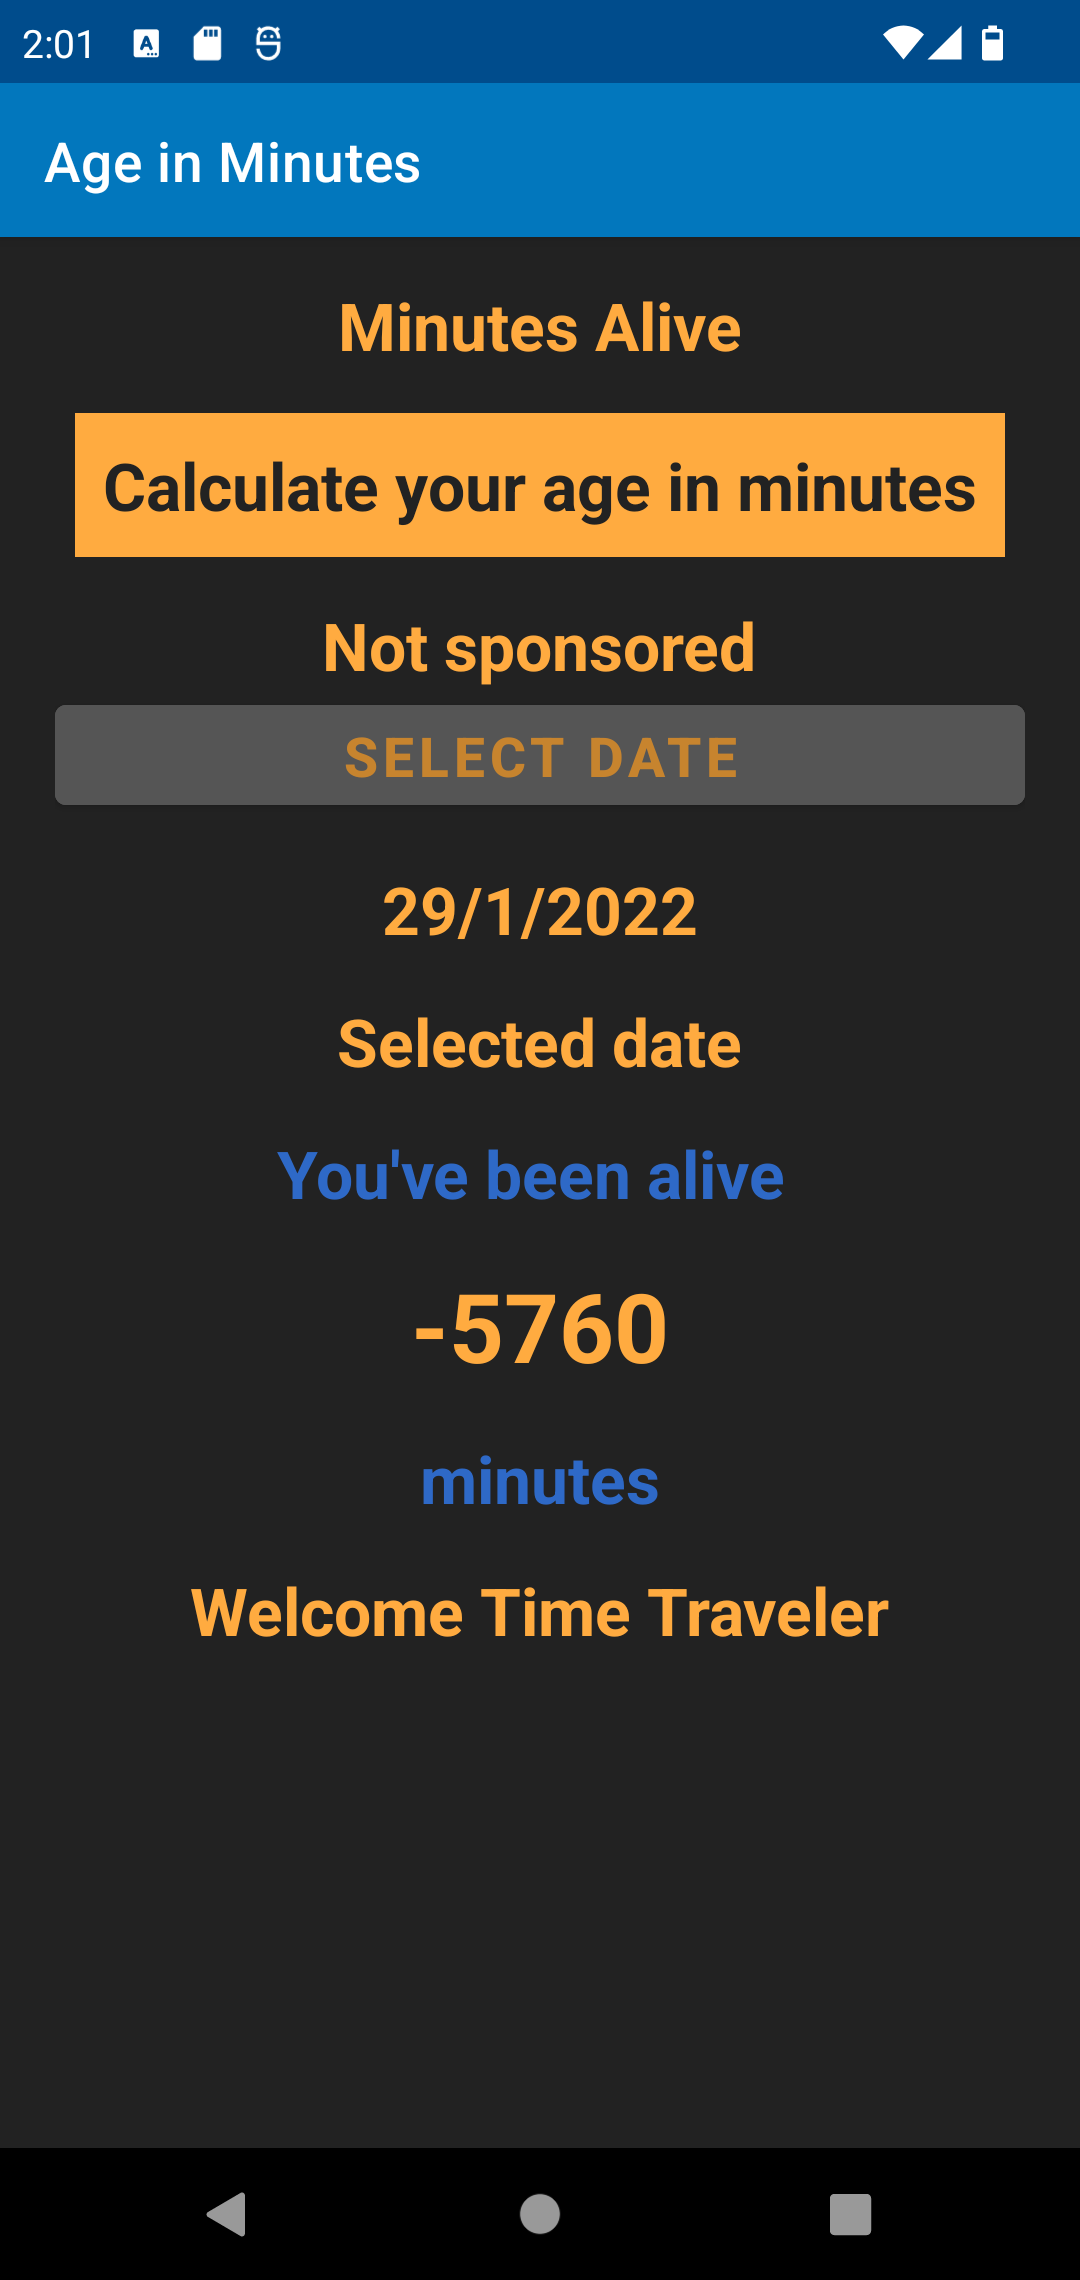 2:01
Age in Minutes
Minutes Alive
Calculate your age in minutes
Not sponsored
SELECT DATE
29/1/2022
Selected date
You've been alive
-5760
minutes
Welcome Time Traveler